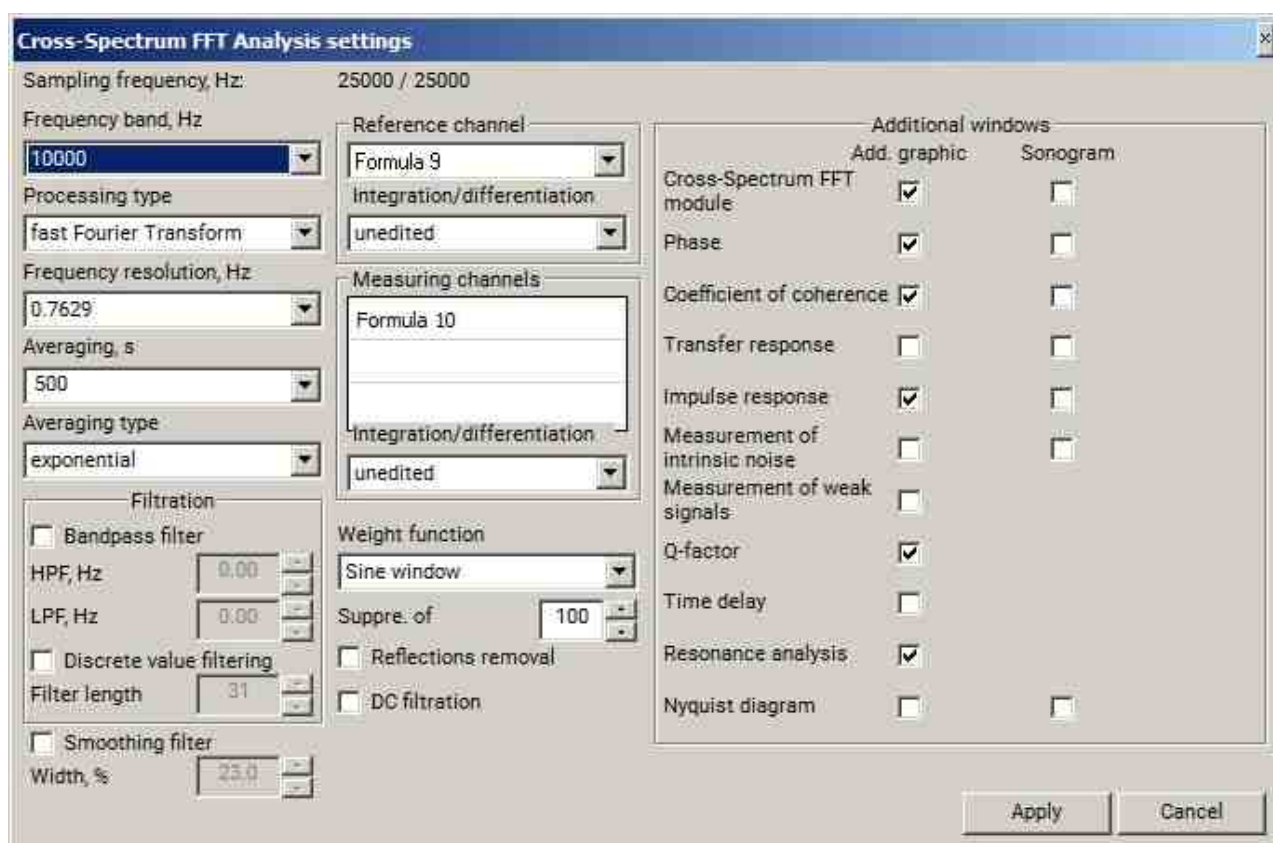 Cross-Spectrum FFT Analysis settings
Sampling frequency, Hz: 25000 / 25000
Frequency band, Hz
10000
Processing type
fast Fourier Transform
Frequency resolution, Hz
0.7629
Averaging, s
500
Averaging type
exponential
Filtration
Bandpass filter
HPF, Hz 0.00
LPF, Hz 0.00
Discrete value filtering
Filter length 31
Smoothing filter
Width, % 23.0
Reference channel
Formula 9
Integration/differentiation
unedited
Measuring channels
Formula 10
Integration/differentiation
unedited
Weight function
Sine window
Suppre. of 100
Reflections removal
DC filtration
Additional windows
Add. graphic Sonogram
Cross-Spectrum FFT
module
Phase
Coefficient of coherence
Transfer response
Impulse response
Measurement of
intrinsic noise
Measurement of weak
signals
Q-factor
Time delay
Resonance analysis
Nyquist diagram
Apply Cancel